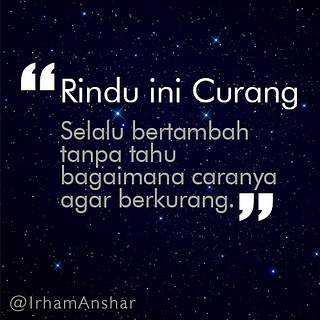 “Rindu ini Curang
Selalu bertambah
tanpa tahu
bagaimana caranya
agar berkurang.”
@IrhamAnshar